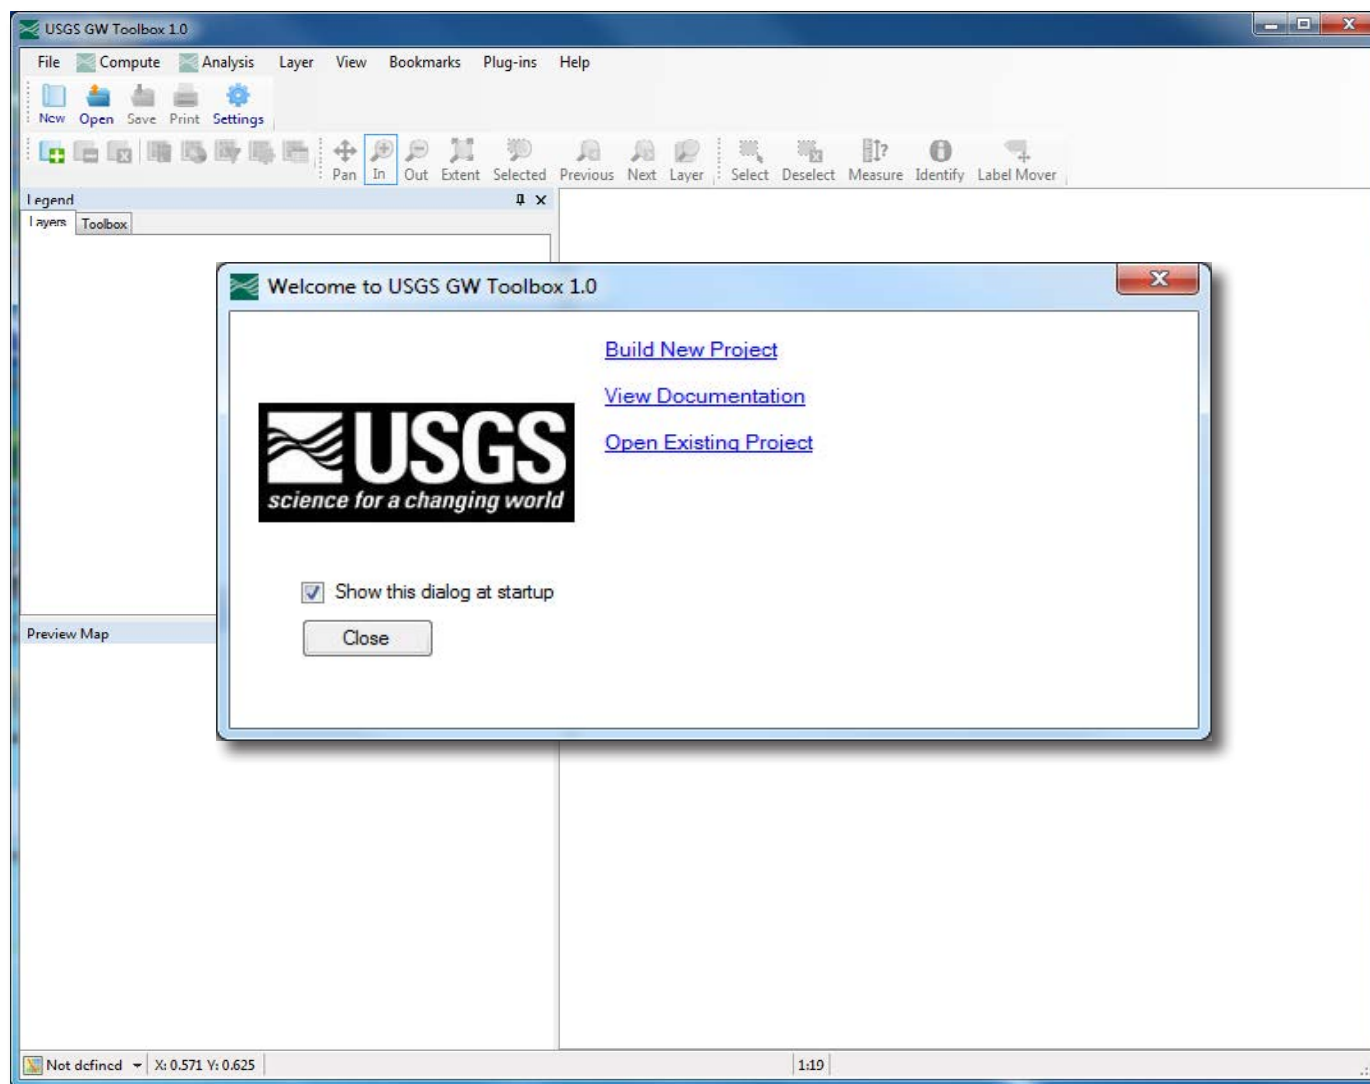 USGS GW Toolbox 1.0
File Compute Analysis Layer View Bookmarks Plug-ins Help
New Open Save Print Settings
Pan In Out Extent Selected Previous Next Layer Select Deselect Measure Identify Label Mover
Legend
Layers Toolbox
Welcome to USGS GW Toolbox 1.0
Build New Project
View Documentation
Open Existing Project
USGS
science for a changing world
Show this dialog at startup
Close
Preview Map
Not defined X: 0.571 Y: 0.625 1:19